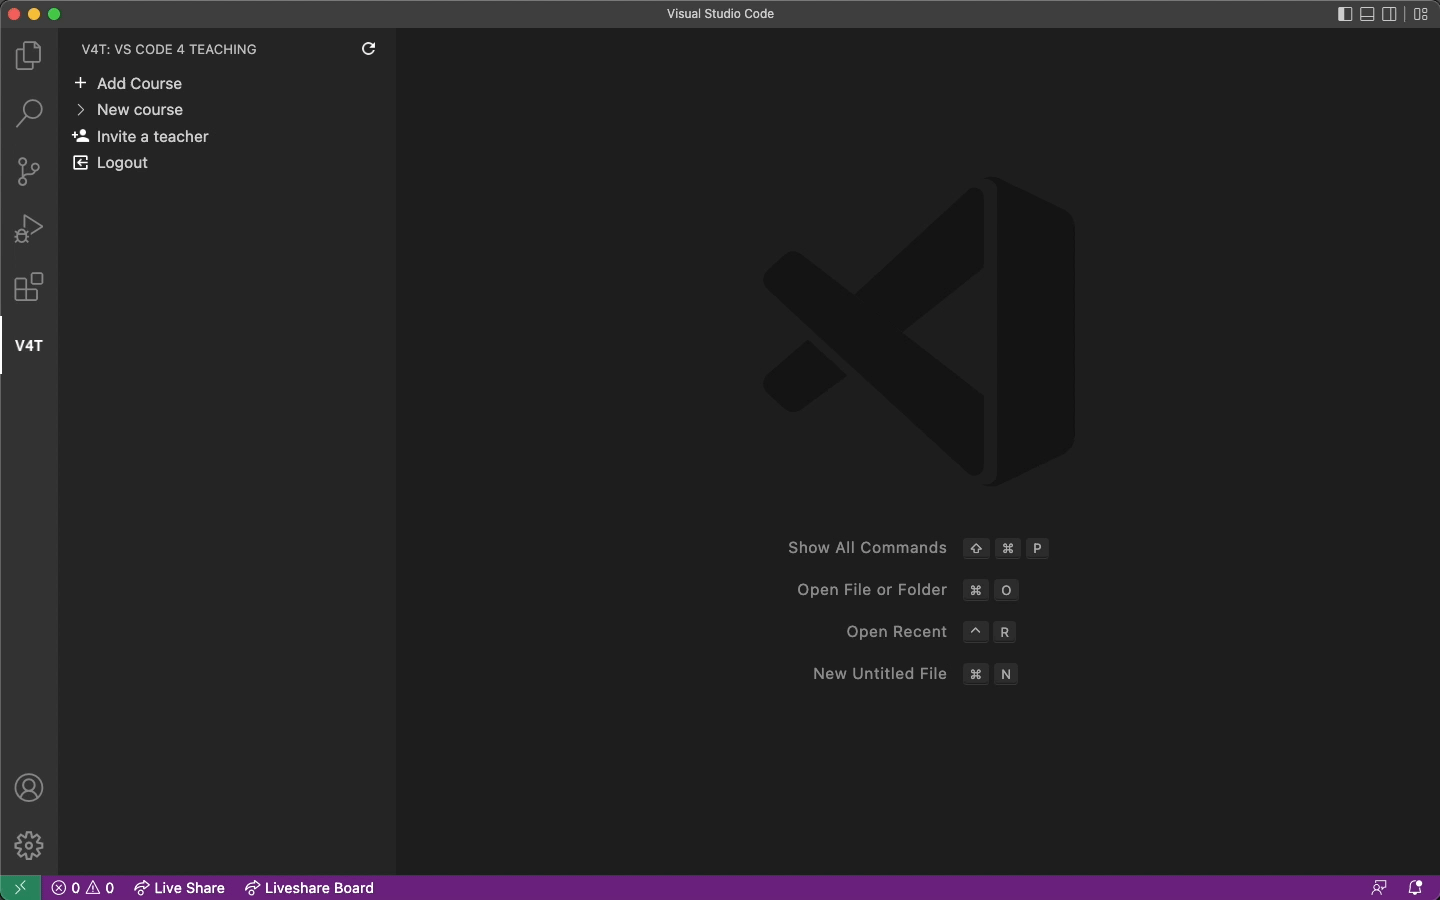 Visual Studio Code
V4T: VS CODE 4 TEACHING
Add Course
New course
Invite a teacher
Logout
V4T
Show All Commands ⇧ ⌘ P
Open File or Folder ⌘ O
Open Recent ^ R
New Untitled File ⌘ N
0 0 Live Share Liveshare Board